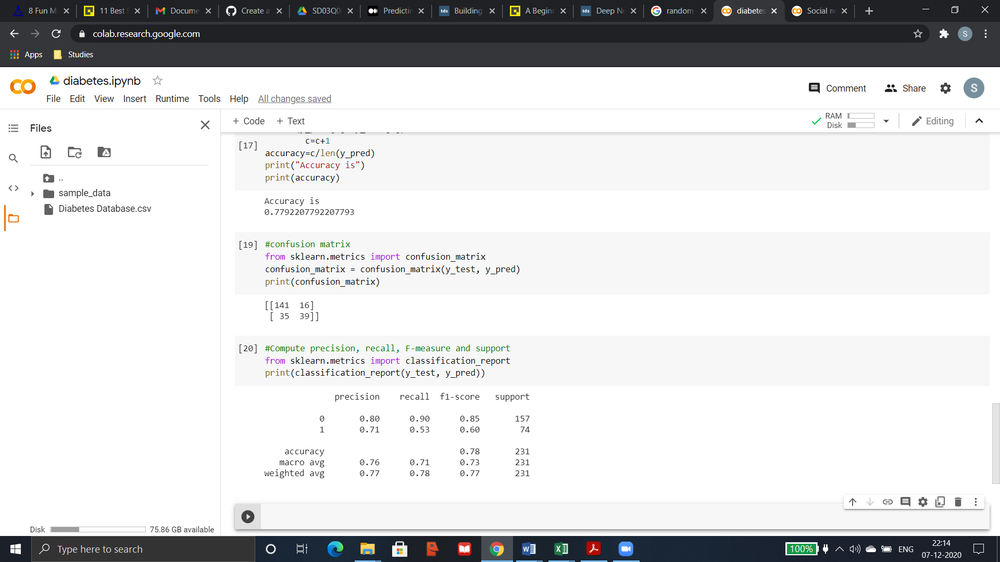 8 Fun M
11 Best
Docume
Create a
SD03Q0
Predictin
tds Building
A Begin
tds Deep Ne
random
diabetes
Social n
colab.research.google.com
S
Apps
Studies
diabetes.ipynb
Comment
Share
S
File Edit View Insert Runtime Tools Help All changes saved
Files
+ Code + Text
RAM
Disk
Editing
..
sample_data
Diabetes Database.csv
[17]
c=c+1
accuracy=c/len(y_pred)
print("Accuracy is")
print(accuracy)
Accuracy is
0.7792207792207793
[19] #confusion matrix
from sklearn.metrics import confusion_matrix
confusion_matrix = confusion_matrix(y_test, y_pred)
print(confusion_matrix)
[[141 16]
[ 35 39]]
[20] #Compute precision, recall, F-measure and support
from sklearn.metrics import classification_report
print(classification_report(y_test, y_pred))
precision recall f1-score support
0 0.80 0.90 0.85 157
1 0.71 0.53 0.60 74
accuracy 0.78 231
macro avg 0.76 0.71 0.73 231
weighted avg 0.77 0.78 0.77 231
Disk 75.86 GB available
Type here to search
100%
ENG
22:14
07-12-2020